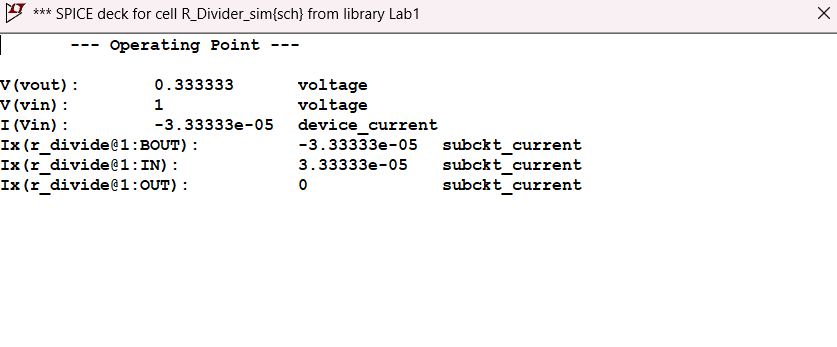 *** SPICE deck for cell R_Divider_sim{sch} from library Lab1
--- Operating Point ---
V(vout): 0.333333 voltage
V(vin): 1 voltage
I(Vin): -3.33333e-05 device_current
Ix(r_divide@1:BOUT): -3.33333e-05 subckt_current
Ix(r_divide@1:IN): 3.33333e-05 subckt_current
Ix(r_divide@1:OUT): 0 subckt_current